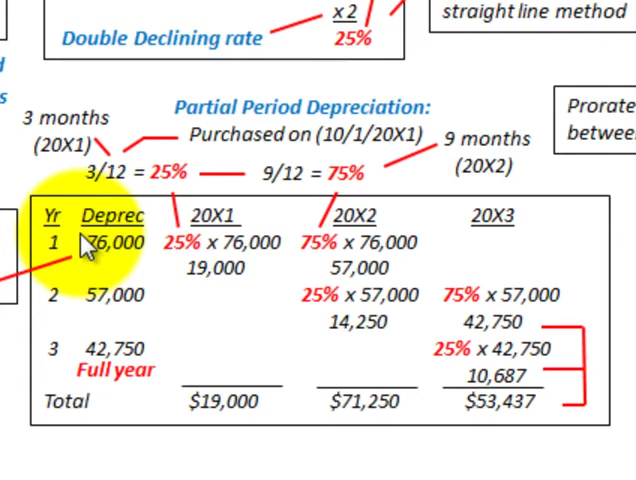 x 2
Double Declining rate
25%
straight line method
d
s
Partial Period Depreciation:
3 months
(20X1)
Purchased on (10/1/20X1)
9 months
(20X2)
Prorate
betwee
3/12 = 25%
9/12 = 75%
Yr Deprec 20X1 20X2 20X3
1 76,000 25% x 76,000 75% x 76,000
19,000 57,000
2 57,000 25% x 57,000 75% x 57,000
14,250 42,750
3 42,750 25% x 42,750
Full year 10,687
Total $19,000 $71,250 $53,437